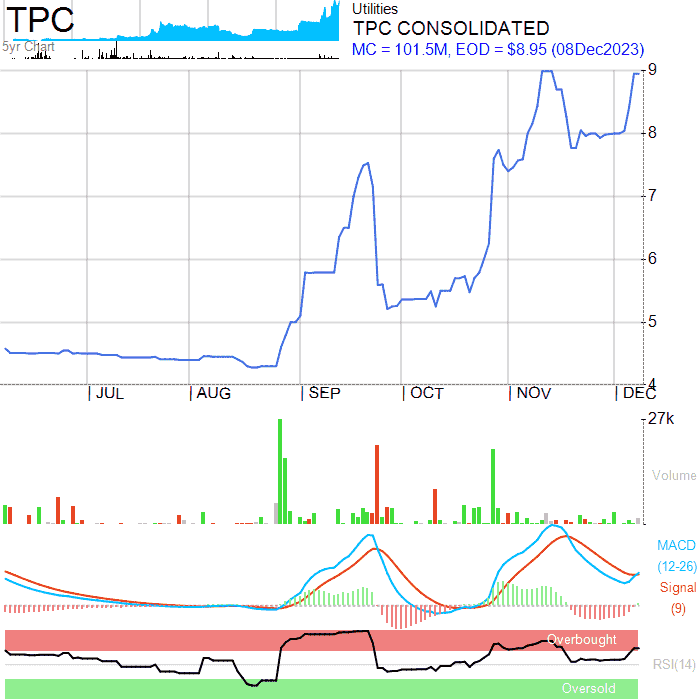 TPC
5yr Chart
Utilities
TPC CONSOLIDATED
MC = 101.5M, EOD = $8.95 (08Dec2023)
9
8
7
6
5
4
JUL AUG SEP OCT NOV DEC
27k
Volume
MACD
(12-26)
Signal
(9)
Overbought
RSI(14)
Oversold